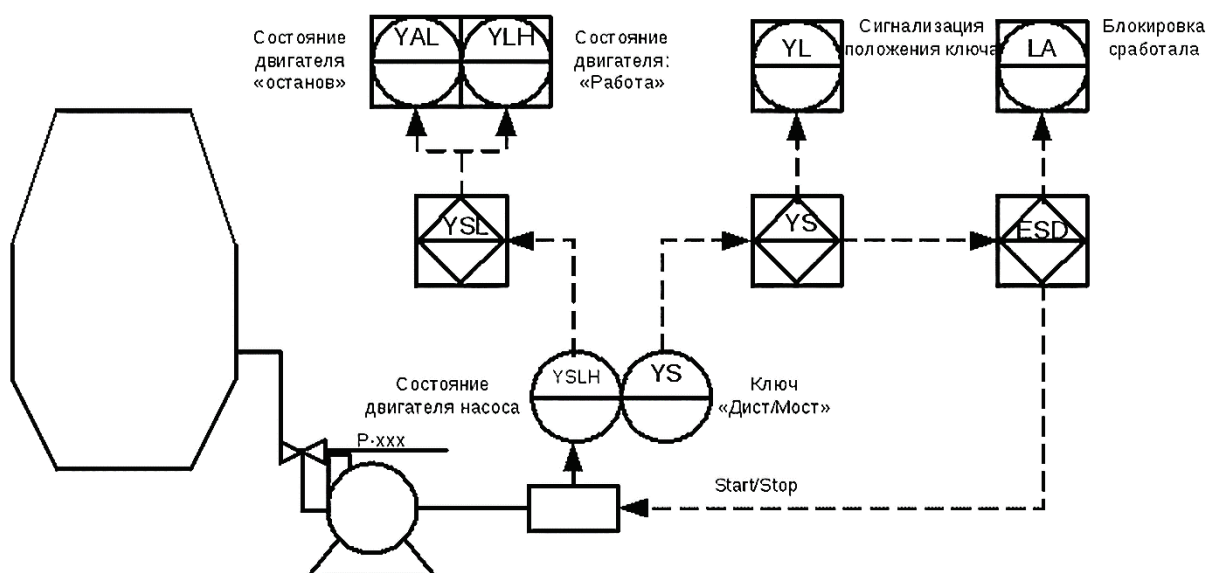 Состояние
двигателя
«останов»
YAL
YLH
Состояние
двигателя:
«Работа»
YL
Сигнализация
положения ключа
LA
Блокировка
сработала
YSL
YS
ESD
Состояние
двигателя насоса
YSLH
YS
Ключ
«Дист/Мост»
P·xxx
Start/Stop